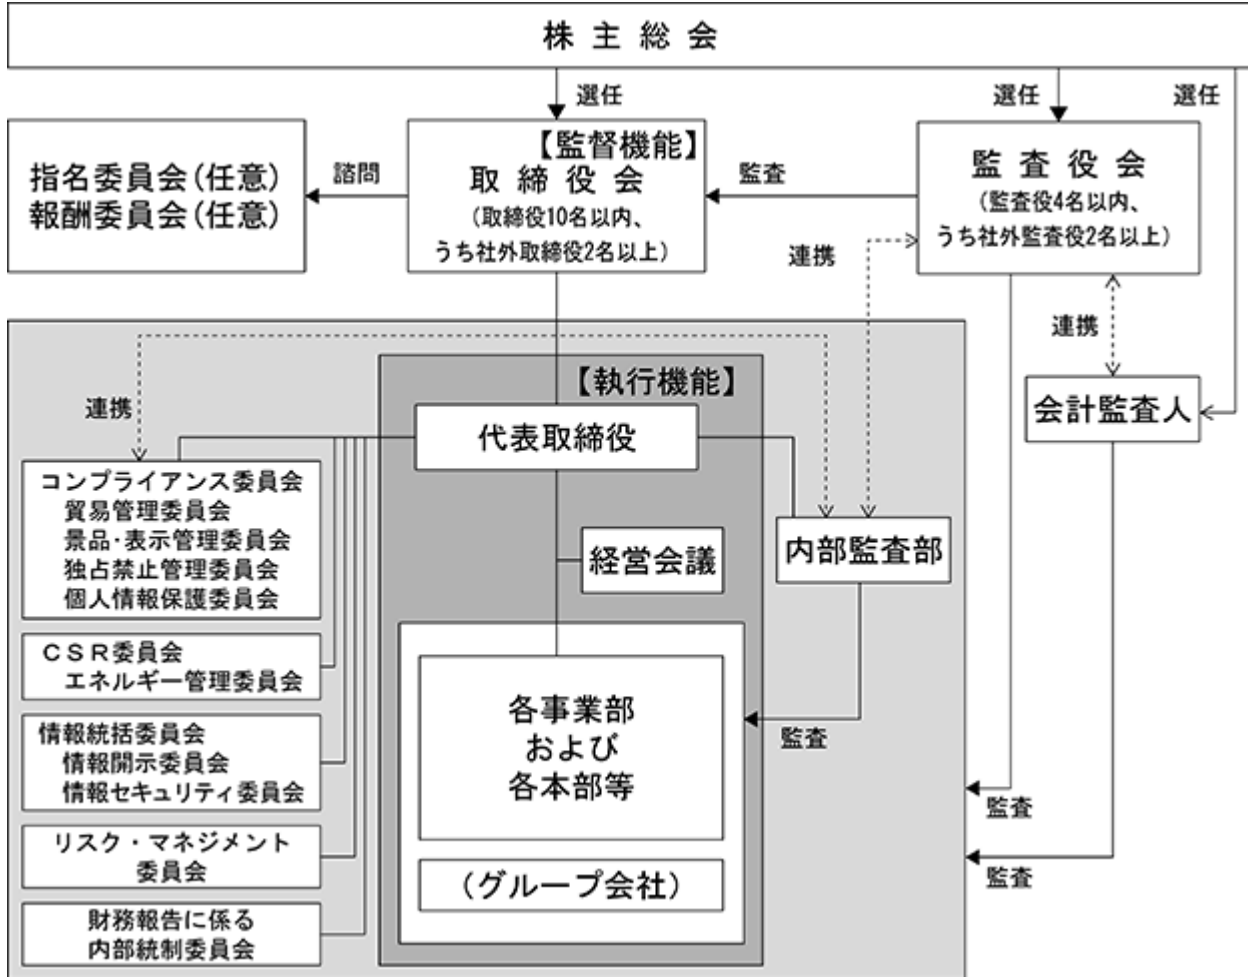 株主総会
選任
選任
選任
指名委員会(任意)
報酬委員会(任意)
諮問
【監督機能】
取締役会
(取締役10名以内、
うち社外取締役2名以上)
監査
監査役会
(監査役4名以内、
うち社外監査役2名以上)
連携
連携
会計監査人
【執行機能】
代表取締役
連携
コンプライアンス委員会
貿易管理委員会
景品・表示管理委員会
独占禁止管理委員会
個人情報保護委員会
経営会議
内部監査部
CSR委員会
エネルギー管理委員会
各事業部
および
各本部等
監査
情報統括委員会
情報開示委員会
情報セキュリティ委員会
監査
リスク・マネジメント
委員会
(グループ会社)
監査
財務報告に係る
内部統制委員会